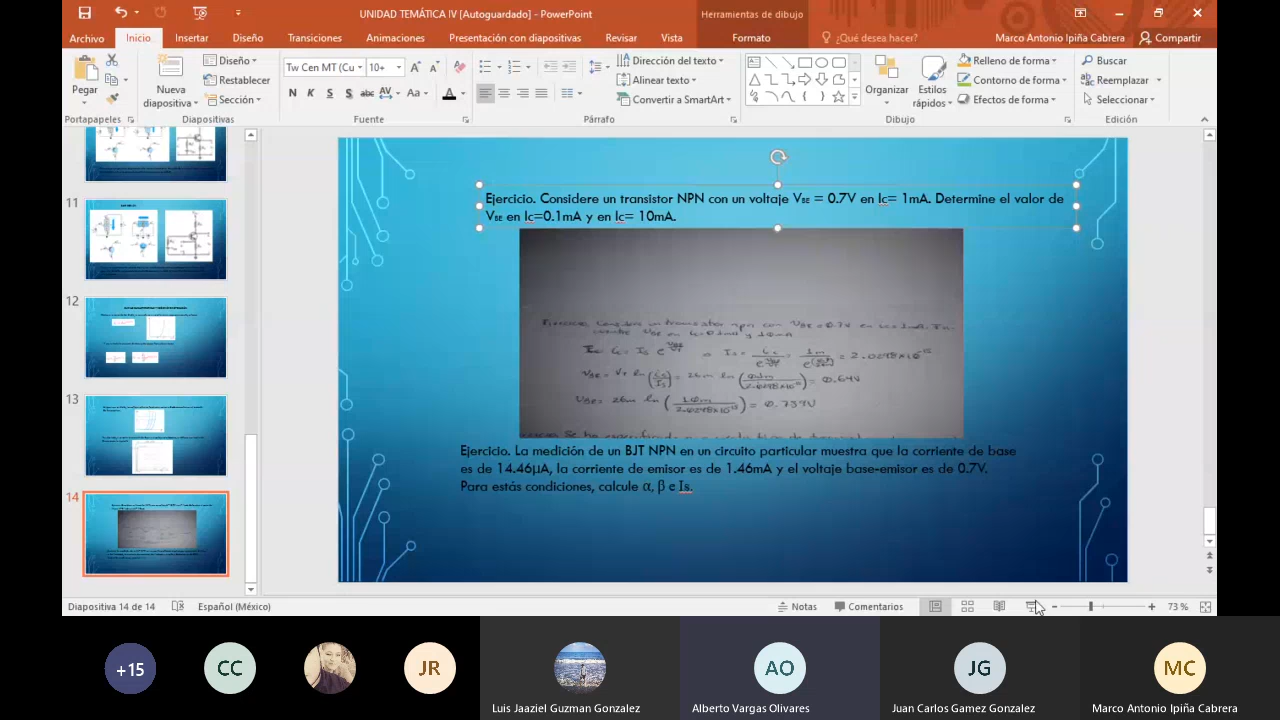 UNIDAD TEMÁTICA IV [Autoguardado] - PowerPoint
Herramientas de dibujo
Archivo Inicio Insertar Diseño Transiciones Animaciones Presentación con diapositivas Revisar Vista Formato ¿Qué desea hacer? Marco Antonio Ipiña Cabrera Compartir
Pegar
Nueva diapositiva
Diseño
Restablecer
Sección
Tw Cen MT (Cu 10+
N K S S abc AV Aa A
Dirección del texto
Alinear texto
Convertir a SmartArt
Organizar
Estilos rápidos
Relleno de forma
Contorno de forma
Efectos de forma
Buscar
Reemplazar
Seleccionar
Portapapeles Diapositivas Fuente Párrafo Dibujo Edición
11
12
13
14
Ejercicio. Considere un transistor NPN con un voltaje VBE = 0.7V en Ic= 1mA. Determine el valor de
VBE en Ic=0.1mA y en Ic= 10mA.
Ejercicio. La medición de un BJT NPN en un circuito particular muestra que la corriente de base
es de 14.46µA, la corriente de emisor es de 1.46mA y el voltaje base-emisor es de 0.7V.
Para estás condiciones, calcule α, β e Is.
Diapositiva 14 de 14 Español (México) Notas Comentarios 73 %
+15 CC JR AO JG MC
Luis Jaaziel Guzman Gonzalez Alberto Vargas Olivares Juan Carlos Gamez Gonzalez Marco Antonio Ipiña Cabrera